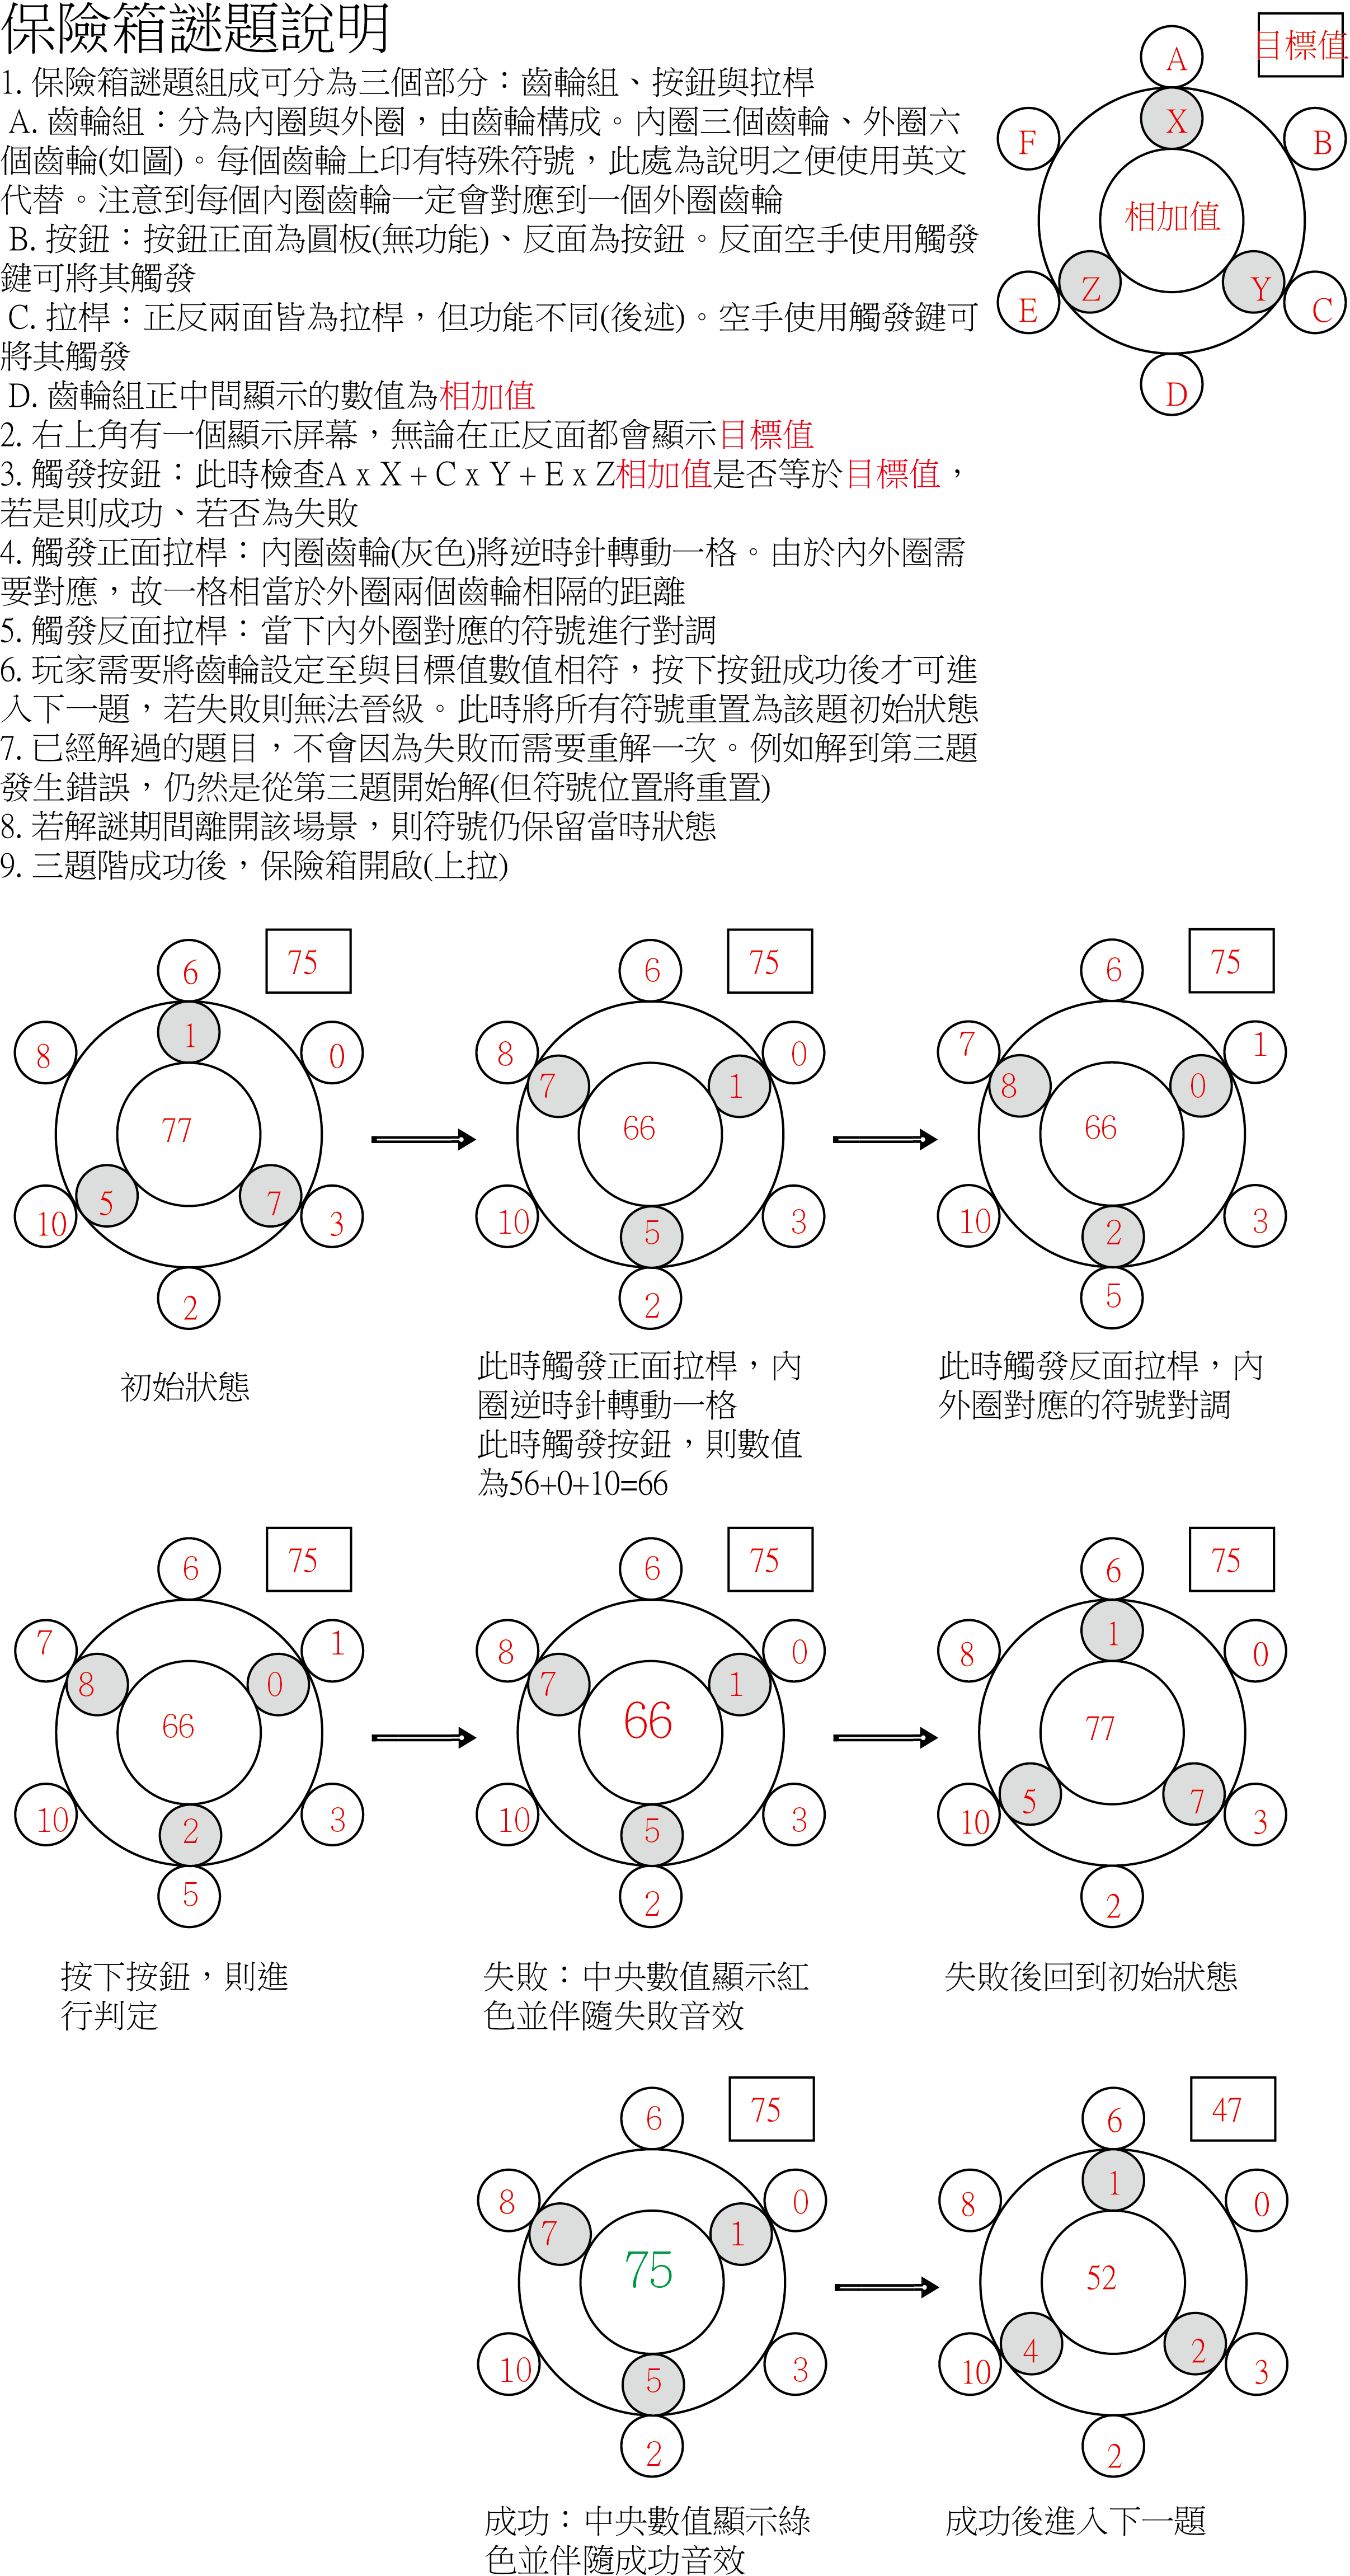 保險箱謎題說明
1. 保險箱謎題組成可分為三個部分：齒輪組、按鈕與拉桿
A. 齒輪組：分為內圈與外圈，由齒輪構成。內圈三個齒輪、外圈六
個齒輪(如圖)。每個齒輪上印有特殊符號，此處為說明之便使用英文
代替。注意到每個內圈齒輪一定會對應到一個外圈齒輪
B. 按鈕：按鈕正面為圓板(無功能)、反面為按鈕。反面空手使用觸發
鍵可將其觸發
C. 拉桿：正反兩面皆為拉桿，但功能不同(後述)。空手使用觸發鍵可
將其觸發
D. 齒輪組正中間顯示的數值為相加值
2. 右上角有一個顯示屏幕，無論在正反面都會顯示目標值
3. 觸發按鈕：此時檢查A x X + C x Y + E x Z相加值是否等於目標值，
若是則成功、若否為失敗
4. 觸發正面拉桿：內圈齒輪(灰色)將逆時針轉動一格。由於內外圈需
要對應，故一格相當於外圈兩個齒輪相隔的距離
5. 觸發反面拉桿：當下內外圈對應的符號進行對調
6. 玩家需要將齒輪設定至與目標值數值相符，按下按鈕成功後才可進
入下一題，若失敗則無法晉級。此時將所有符號重置為該題初始狀態
7. 已經解過的題目，不會因為失敗而需要重解一次。例如解到第三題
發生錯誤，仍然是從第三題開始解(但符號位置將重置)
8. 若解謎期間離開該場景，則符號仍保留當時狀態
9. 三題階成功後，保險箱開啟(上拉)
目標值
A
X
F
B
相加值
Z
Y
E
C
D
75
6
1
8
0
77
5
7
10
3
2
初始狀態
75
6
8
0
7
1
66
10
3
5
2
此時觸發正面拉桿，內
圈逆時針轉動一格
此時觸發按鈕，則數值
為56+0+10=66
75
6
7
1
8
0
66
10
3
2
5
此時觸發反面拉桿，內
外圈對應的符號對調
75
6
7
1
8
0
66
10
3
2
5
按下按鈕，則進
行判定
75
6
8
0
7
1
66
10
3
5
2
失敗：中央數值顯示紅
色並伴隨失敗音效
75
6
1
8
0
77
5
7
10
3
2
失敗後回到初始狀態
75
6
8
0
7
1
75
10
3
5
2
成功：中央數值顯示綠
色並伴隨成功音效
47
6
1
8
0
52
4
2
10
3
2
成功後進入下一題